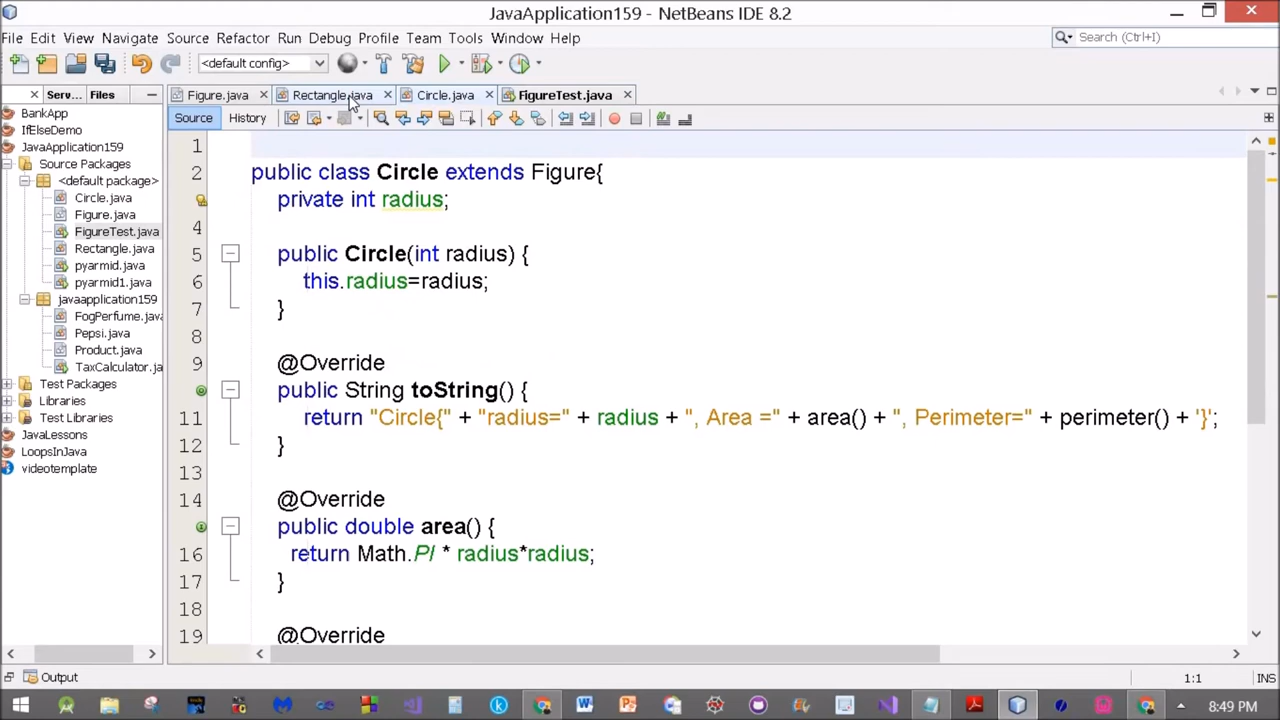 JavaApplication159 - NetBeans IDE 8.2
File Edit View Navigate Source Refactor Run Debug Profile Team Tools Window Help
Search (Ctrl+I)
<default config>
Serv... Files
Figure.java Rectangle.java Circle.java FigureTest.java
Source History
BankApp
IfElseDemo
JavaApplication159
Source Packages
<default package>
Circle.java
Figure.java
FigureTest.java
Rectangle.java
pyarmid.java
pyarmid1.java
javaapplication159
FogPerfume.java
Pepsi.java
Product.java
TaxCalculator.ja
Test Packages
Libraries
Test Libraries
JavaLessons
LoopsInJava
videotemplate
1
2 public class Circle extends Figure{
private int radius;
4
5 public Circle(int radius) {
6 this.radius=radius;
7 }
8
9 @Override
public String toString() {
11 return "Circle{" + "radius=" + radius + ", Area =" + area() + ", Perimeter=" + perimeter() + '}';
12 }
13
14 @Override
public double area() {
16 return Math.PI * radius*radius;
17 }
18
19 @Override
Output
1:1 INS
8:49 PM